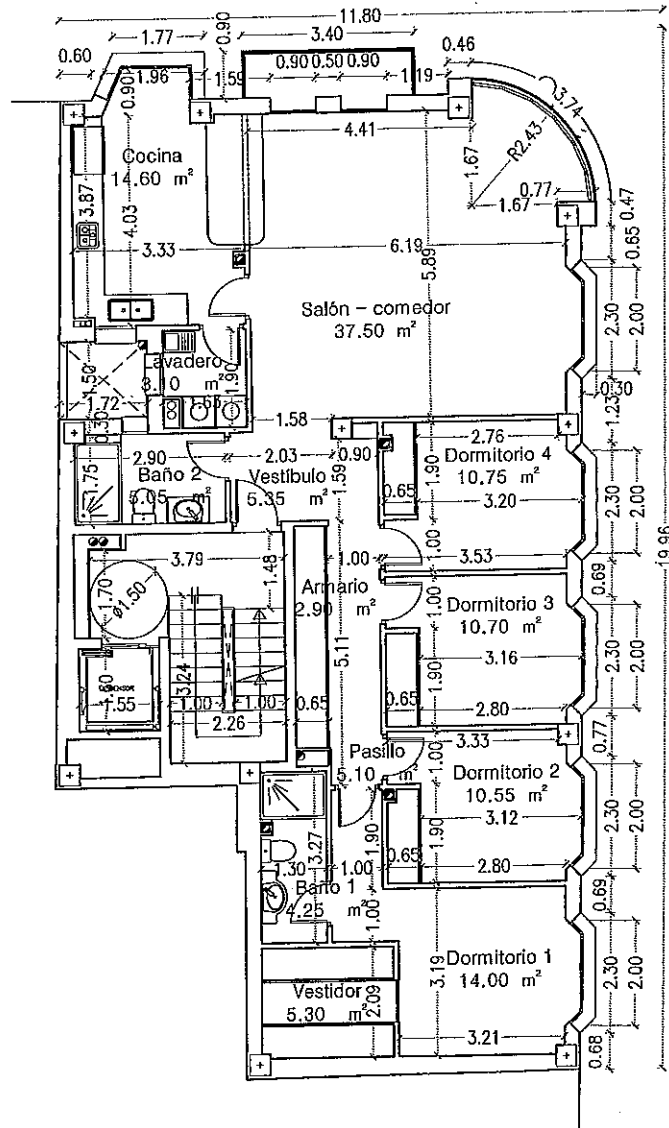 11.80
1.77
3.40
0.60
0.90
0.46
1.96
1.59
0.90 0.50 0.90
1.19
3.74
0.90
4.41
R2.43
Cocina
14.60 m²
1.67
0.77
1.67
0.47
3.87
4.03
3.33
6.19
5.89
0.65
Salón – comedor
37.50 m²
2.30
2.00
Lavadero
m²
1.50
1.90
1.72
1.63
0.30
1.23
0.30
1.58
2.90
2.03
0.90
2.76
Baño 2
5.05 m²
Vestíbulo
5.35 m²
Dormitorio 4
10.75 m²
1.75
1.59
1.90
0.65
3.20
2.30
2.00
19.96
3.79
1.48
1.00
1.00
3.53
0.69
Armario
2.90 m²
1.70
ø1.50
Dormitorio 3
10.70 m²
1.00
5.11
3.16
2.30
2.00
3.24
1.90
ASCENSOR
1.55
1.00
1.00
0.65
0.65
2.80
2.26
3.33
0.77
Pasillo
5.10 m²
1.00
Dormitorio 2
10.55 m²
3.12
2.30
2.00
3.27
1.90
1.90
1.30
1.00
0.65
2.80
Baño 1
4.25 m²
1.00
0.69
Dormitorio 1
14.00 m²
3.19
2.30
2.00
Vestidor
5.30 m²
2.09
3.21
0.68